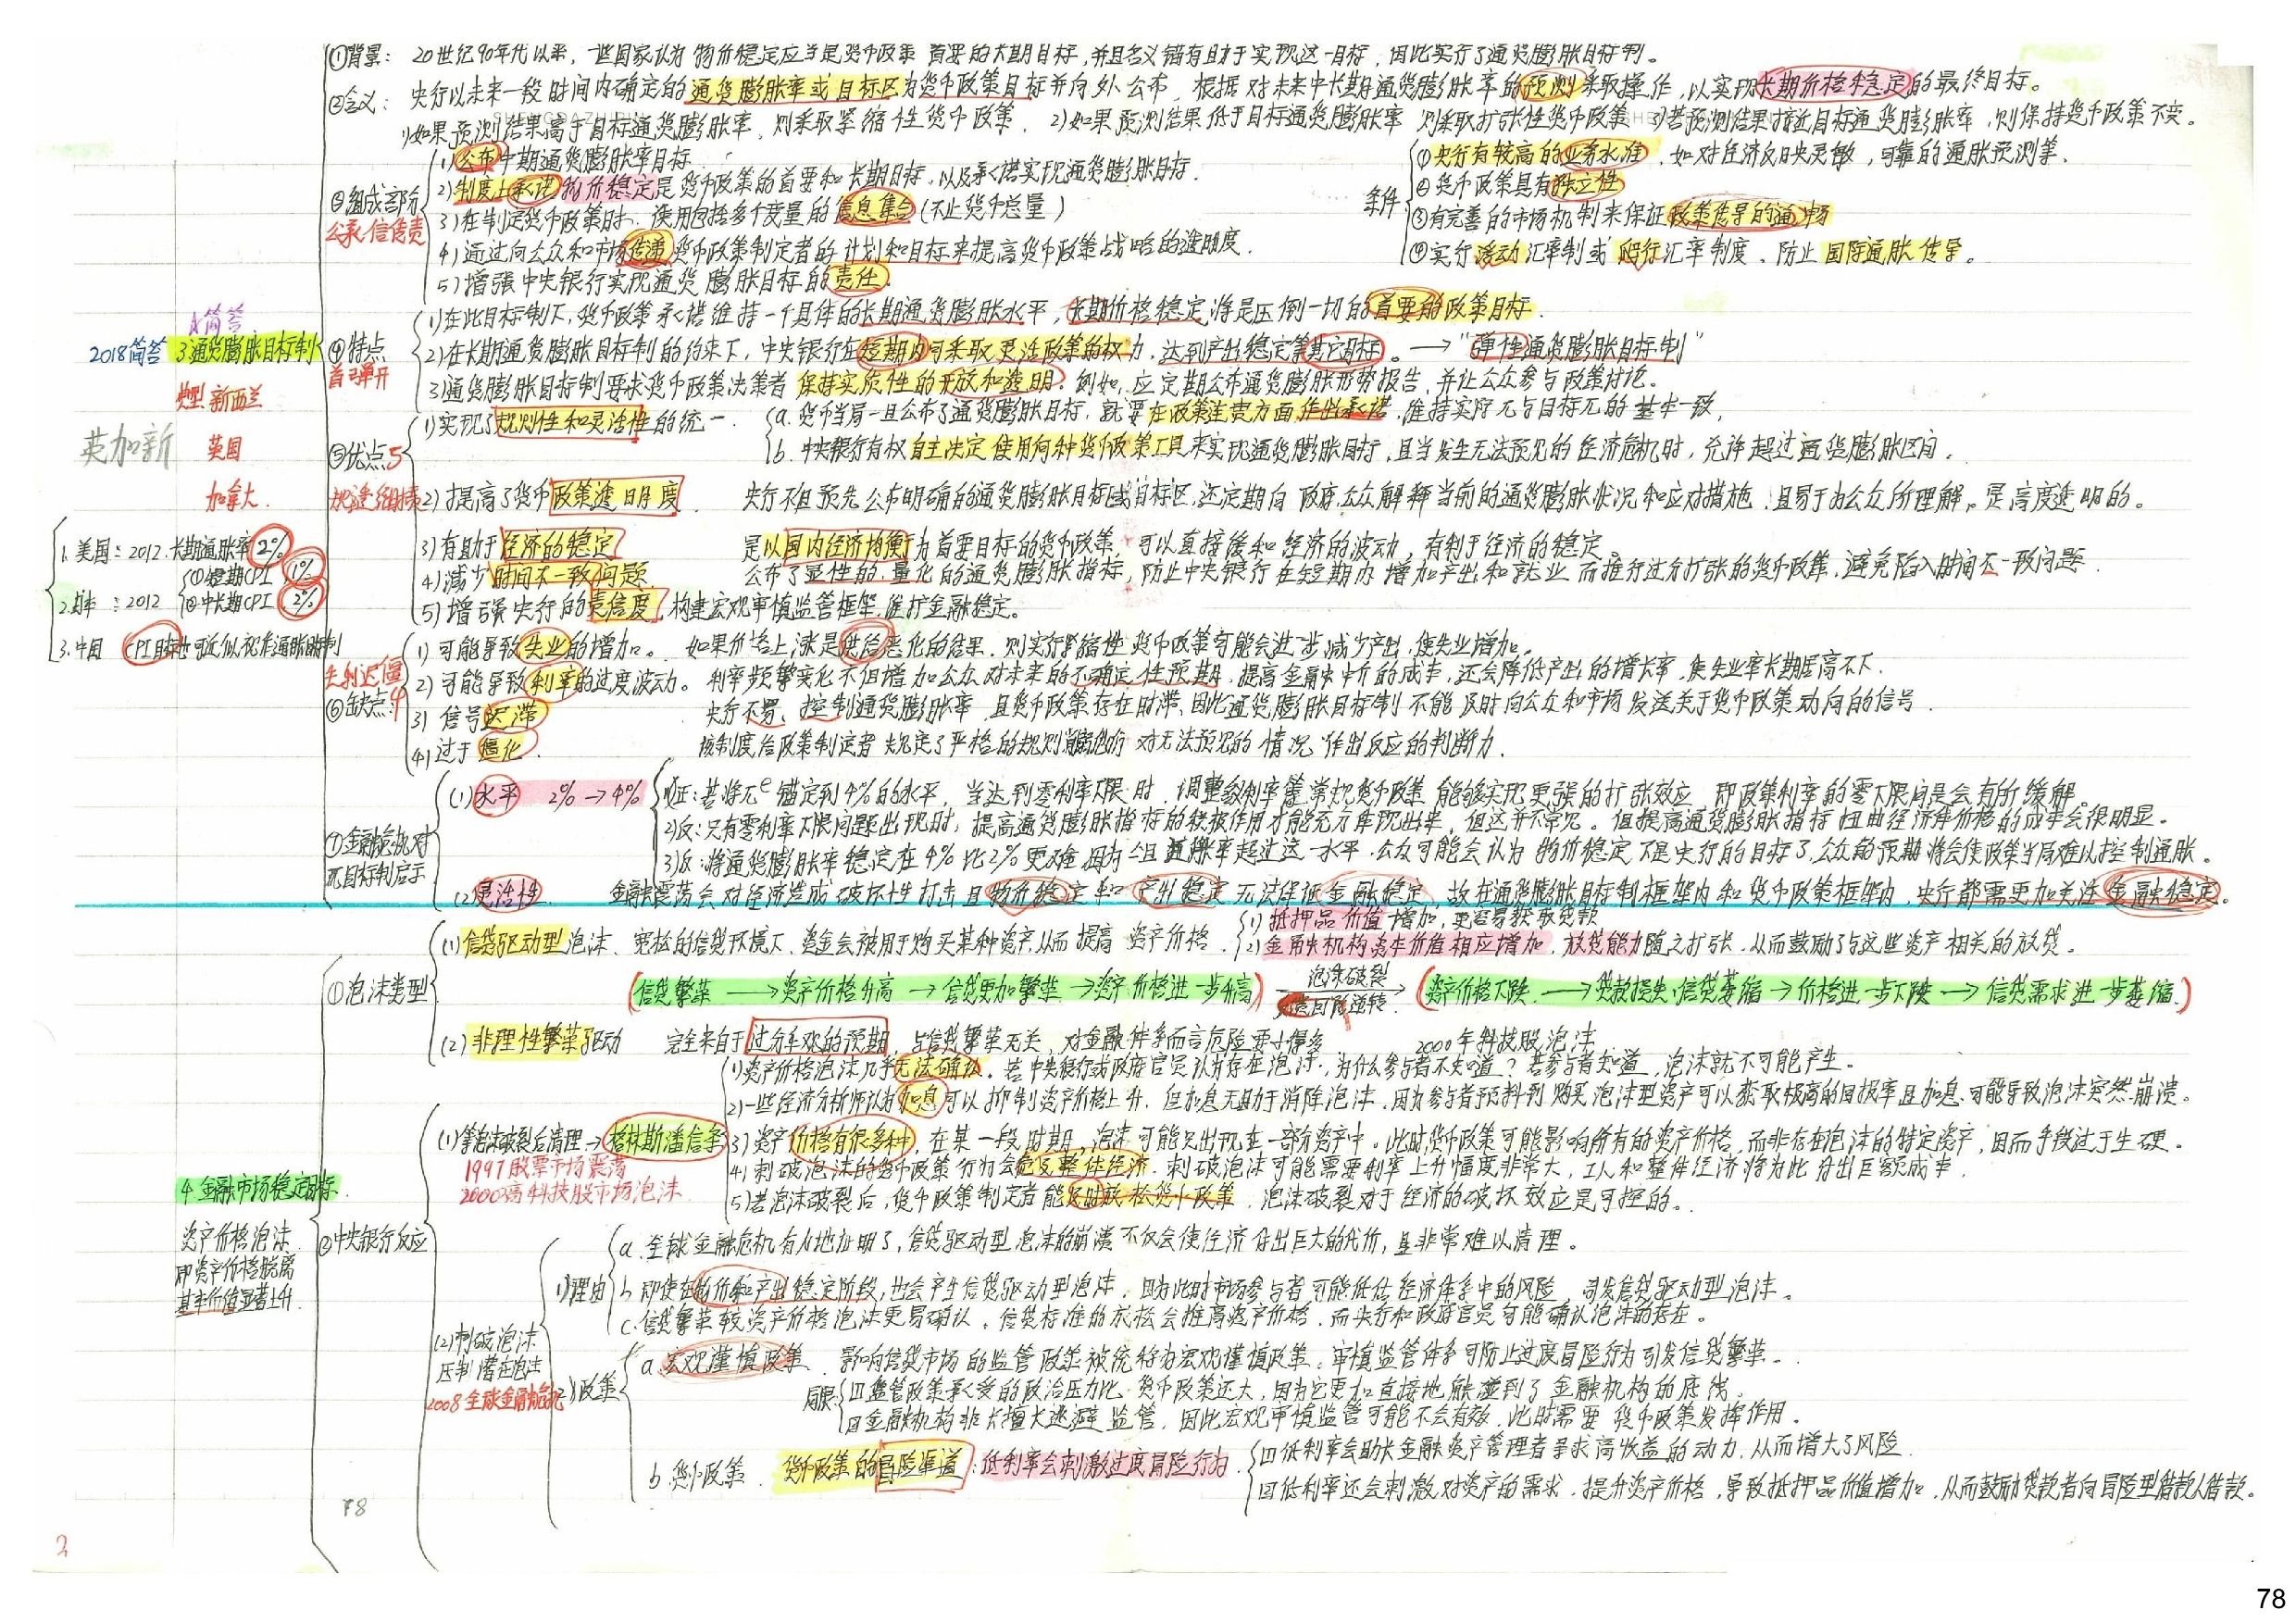 ①背景: 20世纪90年代以来,一些国家认为物价稳定应当是货币政策首要的长期目标,并且名义锚有助于实现这一目标,因此实行了通货膨胀目标制。
②含义: 央行以未来一段时间内确定的通货膨胀率或目标区为货币政策目标并向外公布,根据对未来中长期通货膨胀率的预测采取操作,以实现长期价格稳定的最终目标。
1)如果预测结果高于目标通货膨胀率,则采取紧缩性货币政策. 2)如果预测结果低于目标通货膨胀率 则采取扩张性货币政策 3)若预测结果接近目标通货膨胀率,则保持货币政策不变。
③组成部分
公承信传责
1)公布中期通货膨胀率目标
2)制度上承诺物价稳定是货币政策的首要和长期目标,以及承诺实现通货膨胀目标.
3)在制定货币政策时,使用包括多个变量的信息集合(不止货币总量)
4)通过向公众和市场传递货币政策制定者的计划和目标来提高货币政策战略的透明度.
5)增强中央银行实现通货膨胀目标的责任.
条件:
①央行有较高的业务水准,如对经济反映灵敏,可靠的通胀预测等.
②货币政策具有独立性
③有完善的市场机制来保证政策传导的通畅
④实行浮动汇率制或爬行汇率制度、防止国际通胀传导。
A简答
2018简答 3.通货膨胀目标制
典型 新西兰
英国
加拿大.
英加新
④特点
首弹开
1)在此目标制下,货币政策承诺维持一个具体的长期通货膨胀水平,长期价格稳定将是压倒一切的首要的政策目标.
2)在长期通货膨胀目标制的约束下,中央银行在短期内可采取更活政策的权力,达到产出稳定等其它目标。→“弹性通货膨胀目标制”
3)通货膨胀目标制要求货币政策决策者 保持实质性的开放和透明.例如,应定期公布通货膨胀形势报告,并让公众参与政策讨论。
⑤优点5
1)实现了规则性和灵活性的统一.
a.货币当局一旦公布了通货膨胀目标,就要在政策连贯方面作出承诺,维持实际π与目标π的基本一致,
b.中央银行有权自主决定使用何种货币政策工具来实现通货膨胀目标,且当发生无法预见的经济危机时,允许超过通货膨胀区间.
2)提高了货币政策透明度. 央行不但预先公布明确的通货膨胀目标或目标区,还定期向政府、公众解释当前的通货膨胀状况和应对措施,且易于为公众所理解。是高度透明的。
3)有助于经济的稳定 是以国内经济均衡为首要目标的货币政策,可以直接缓和经济的波动,有利于经济的稳定。
4)减少时间不一致问题 公布了显性的、量化的通货膨胀指标,防止中央银行在短期内增加产出和就业而推行过分扩张的货币政策,避免陷入时间不一致问题.
5)增强央行的责信度,构建宏观审慎监管框架,维护金融稳定。
1.美国:2012.长期通胀率2%
2.日本:2012 ①短期CPI 1%
②中长期CPI 2%
3.中国 CPI目标也可近似视作通胀目标制
失利迟僵
⑥缺点:4
1)可能导致失业的增加。 如果价格上涨是供给恶化的结果.则实行紧缩性货币政策可能会进一步减少产出,使失业增加。
2)可能导致利率的过度波动。 利率频繁变化不但增加公众对未来的不确定性预期,提高金融中介的成本,还会降低产出的增长率,使失业率长期居高不下.
3)信号迟滞 央行不易控制通货膨胀率,且货币政策存在时滞、因此通货膨胀目标制不能及时向公众和市场发送关于货币政策动向的信号.
4)过于僵化. 该制度给政策制定者规定了严格的规则 对无法预见的情况作出反应的判断力.
⑦金融危机对π目标制启示
(1)水平 2%→4%
1)正:若将πᵉ锚定到4%的水平,当达到零利率下限时,调整名义利率等常规货币政策能够实现更强的扩张效应,即政策利率的零下限问题会有所缓解.
2)反:只有零利率下限问题出现时,提高通货膨胀指标的积极作用才能充分体现出来,但这并不常见。但提高通货膨胀指标扭曲经济体价格的成本会很明显。
3)反:将通货膨胀率稳定在4%比2%更难 因为一旦通胀率超过这一水平,公众可能会认为物价稳定不是央行的目标了,公众的预期将会使政策当局难以控制通胀。
(2)灵活性 金融震荡会对经济造成破坏性打击且物价稳定和产出稳定无法保证金融稳定,故在通货膨胀目标制框架内和货币政策框架内,央行都需更加关注金融稳定。
①泡沫类型
(1)信贷驱动型泡沫、宽松的信贷环境下、资金会被用于购买某种资产,从而提高资产价格.
1)抵押品价值增加,更容易获取贷款
2)金融机构资本价值相应增加,放贷能力随之扩张,从而鼓励了与这些资产相关的放贷。
(信贷繁荣→资产价格升高→信贷更加繁荣→资产价格进一步升高) 泡沫破裂 (资产价格下跌→贷款损失,信贷萎缩→价格进一步下跌→信贷需求进一步萎缩.)
(2)非理性繁荣驱动 完全来自于过分乐观的预期,与信贷繁荣无关,对金融体系而言危险要小得多 2000年科技股泡沫
4.金融市场稳定目标.
资产价格泡沫
即资产价格脱离
基本价值显著上升.
②中央银行反应
(1)等泡沫破裂后清理→格林斯潘信条
1997股票市场震荡
2000高科技股市场泡沫.
1)资产价格泡沫几乎无法确认.若中央银行或政府官员认为存在泡沫,为什么参与者不知道?若参与者知道,泡沫就不可能产生。
2)一些经济分析师认为加息可以抑制资产价格上升.但加息无助于消除泡沫.因为参与者预料到购买泡沫型资产可以获取极高的回报率且加息可能导致泡沫突然崩溃。
3)资产价格有很多种,在某一段时期,泡沫可能只出现在一部分资产中。此时货币政策可能影响所有的资产价格,而非存在泡沫的特定资产,因而手段过于生硬.
4)刺破泡沫的货币政策行为会危及整体经济.刺破泡沫可能需要利率上升幅度非常大,工人和整体经济将为此付出巨额成本.
5)若泡沫破裂后,货币政策制定者能及时放松货币政策,泡沫破裂对于经济的破坏效应是可控的。
(2)刺破泡沫
压制潜在泡沫
2008全球金融危机
1)理由
a.全球金融危机有力地证明了,信贷驱动型泡沫的崩溃不仅会使经济付出巨大的代价,且非常难以清理。
b.即使在物价和产出稳定阶段,也会产生信贷驱动型泡沫.因为此时市场参与者可能低估经济体系中的风险,引发信贷驱动型泡沫。
c.信贷繁荣较资产价格泡沫更易确认.信贷标准的放松会推高资产价格.而央行和政府官员可能确认泡沫的存在。
2)政策
a.宏观谨慎政策 影响信贷市场的监管政策被统称为宏观谨慎政策.审慎监管体系可防止过度冒险行为引发信贷繁荣.
局限 (1)监管政策承受的政治压力比货币政策还大,因为它更加直接地触碰到了金融机构的底线。
(2)金融机构非常擅长逃避监管,因此宏观审慎监管可能不会有效.此时需要货币政策发挥作用。
b.货币政策. 货币政策的冒险渠道:低利率会刺激过度冒险行为.
(1)低利率会助长金融资产管理者寻求高收益的动力,从而增大了风险.
(2)低利率还会刺激对资产的需求,提升资产价格,导致抵押品价值增加,从而鼓励贷款者向冒险型借款人借款。
78
2
78